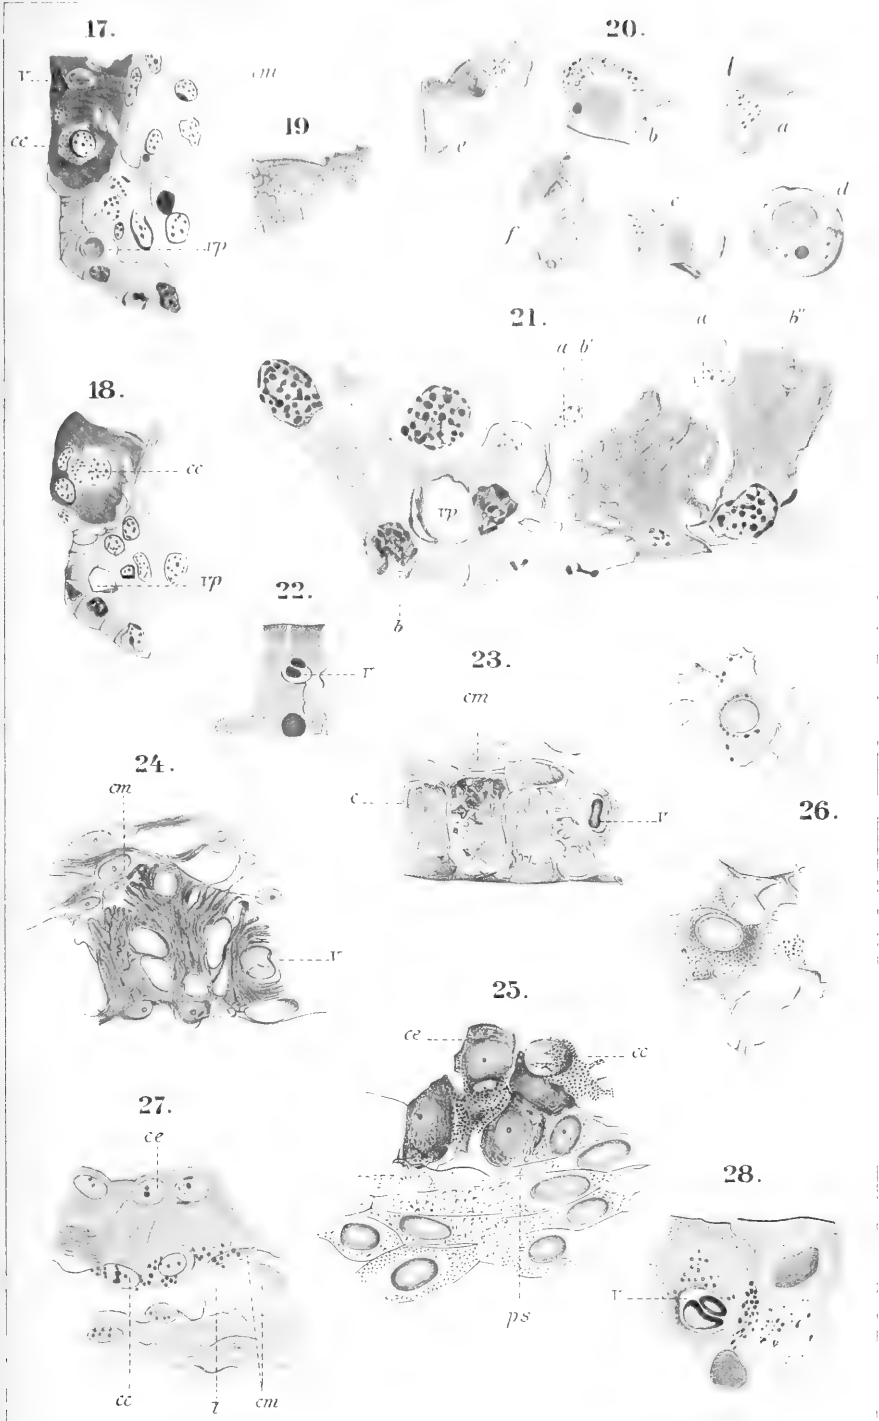 17.
v
cc
vp
cm
19
20.
e
b
a
f
c
d
21.
a b'
a
b''
vp
b
18.
cc
vp
22.
v
23.
cm
c
v
24.
cm
v
26.
25.
ce
cc
ps
27.
ce
cc
l
cm
28.
v